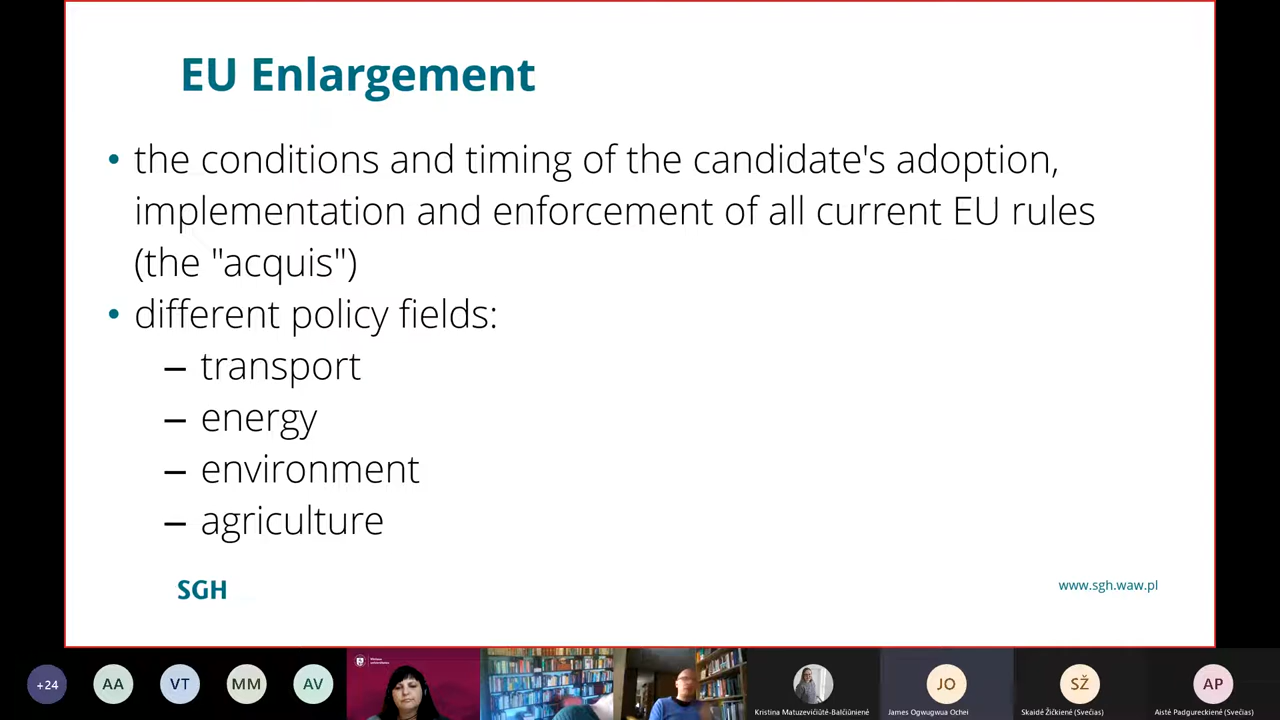 EU Enlargement
• the conditions and timing of the candidate's adoption,
implementation and enforcement of all current EU rules
(the "acquis")
• different policy fields:
– transport
– energy
– environment
– agriculture
SGH
www.sgh.waw.pl
+24
AA
VT
MM
AV
JO
SŽ
AP
Kristina Matuzevičiūtė-Balčiūnienė
James Ogwugwua Ochei
Skaidė Žičkienė (Svečias)
Aistė Padgureckienė (Svečias)